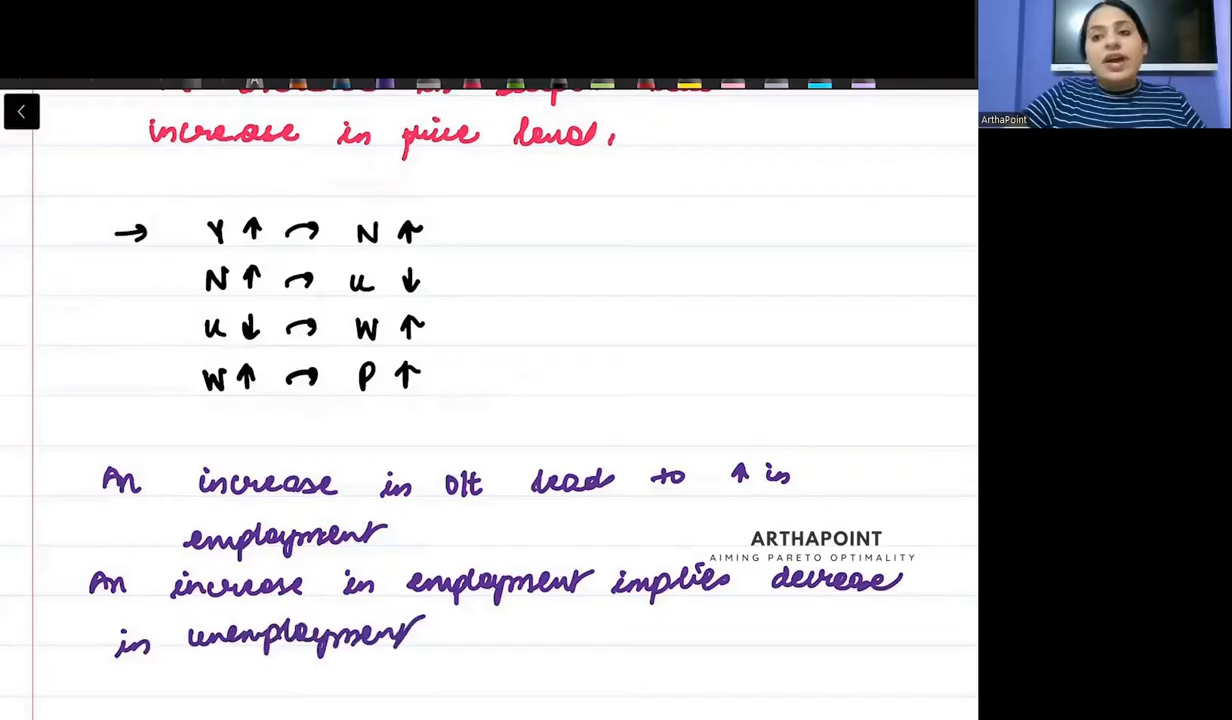 increase in price level.
→ Y ↑ → N ↑
N ↑ → u ↓
u ↓ → W ↑
W ↑ → P ↑
An increase in o/t lead to ↑ in
employment
An increase in employment implies decrease
in unemployment
ARTHAPOINT
AIMING PARETO OPTIMALITY
ArthaPoint